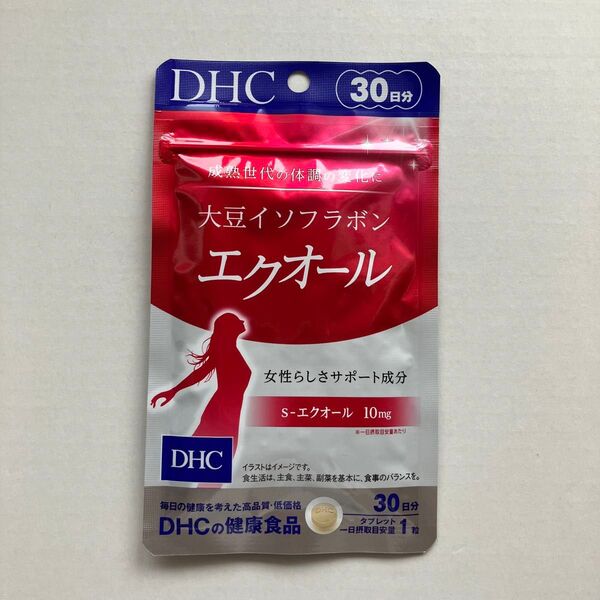 DHC
30日分
成熟世代の体調の変化に
大豆イソフラボン
エクオール
女性らしさサポート成分
S-エクオール 10mg
※一日摂取目安量あたり
DHC
イラストはイメージです。
食生活は、主食、主菜、副菜を基本に、食事のバランスを。
毎日の健康を考えた高品質・低価格
DHCの健康食品
DHC
30日分
タブレット
一日摂取目安量 1粒